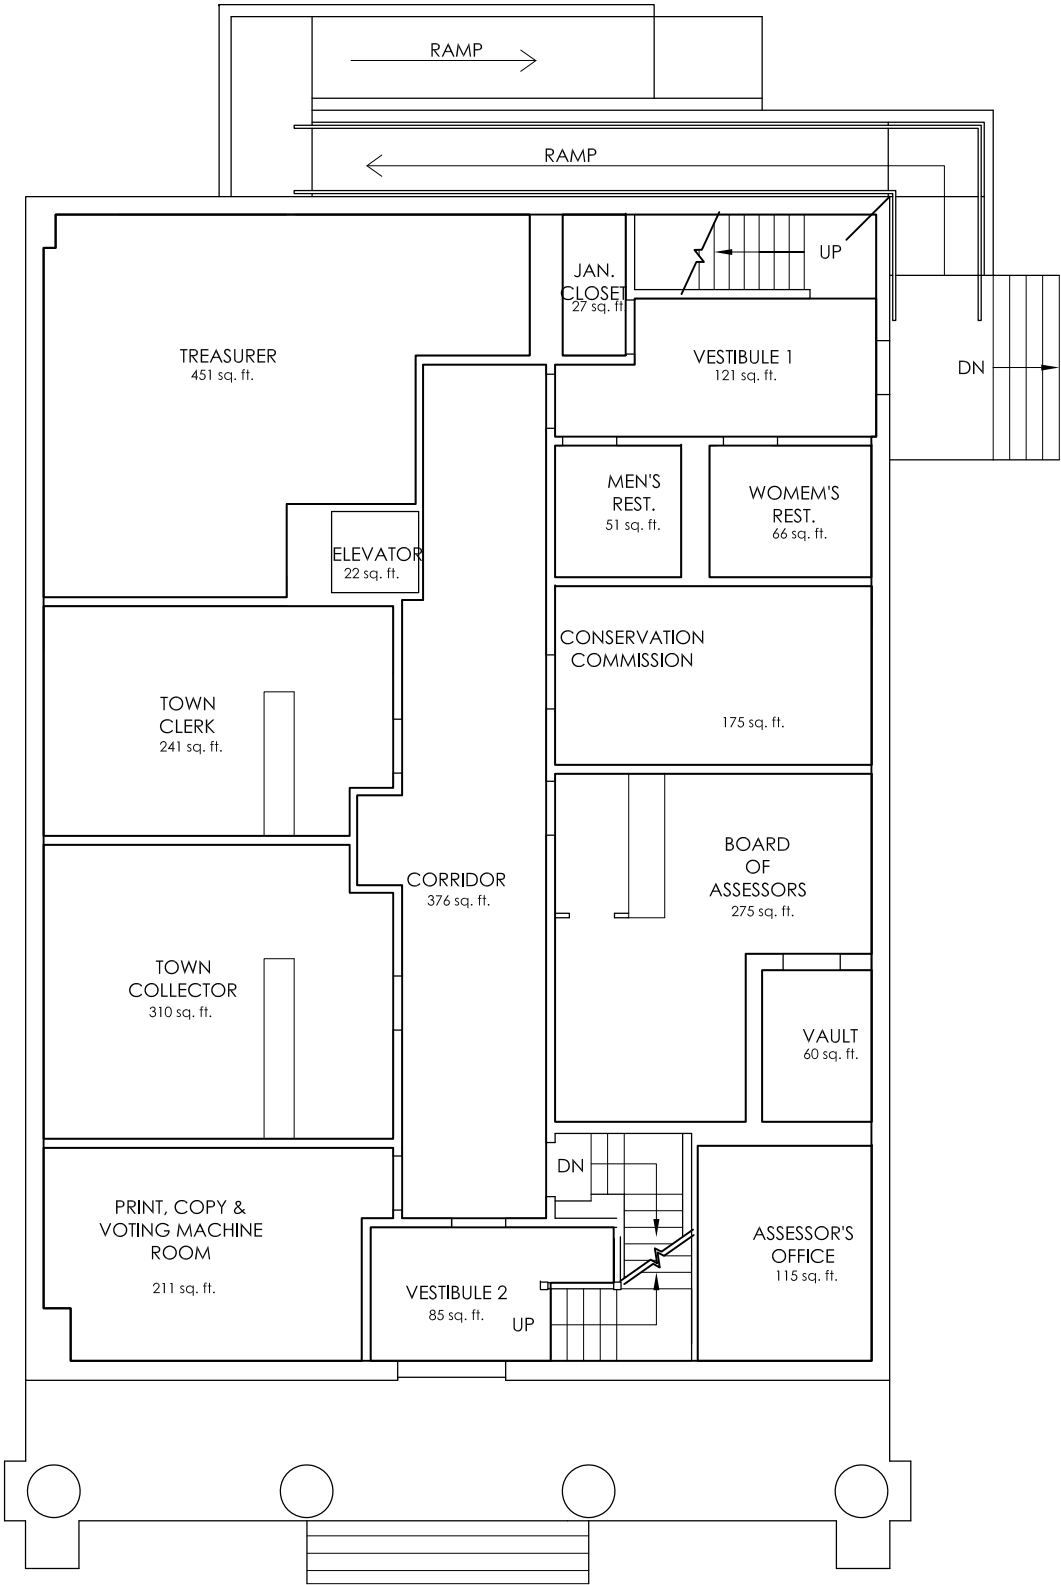 RAMP
RAMP
UP
JAN.
CLOSET
27 sq. ft.
TREASURER
451 sq. ft.
VESTIBULE 1
121 sq. ft.
DN
MEN'S
REST.
51 sq. ft.
WOMEM'S
REST.
66 sq. ft.
ELEVATOR
22 sq. ft.
CONSERVATION
COMMISSION
175 sq. ft.
TOWN
CLERK
241 sq. ft.
BOARD
OF
ASSESSORS
275 sq. ft.
CORRIDOR
376 sq. ft.
TOWN
COLLECTOR
310 sq. ft.
VAULT
60 sq. ft.
DN
PRINT, COPY &
VOTING MACHINE
ROOM
211 sq. ft.
ASSESSOR'S
OFFICE
115 sq. ft.
VESTIBULE 2
85 sq. ft.
UP